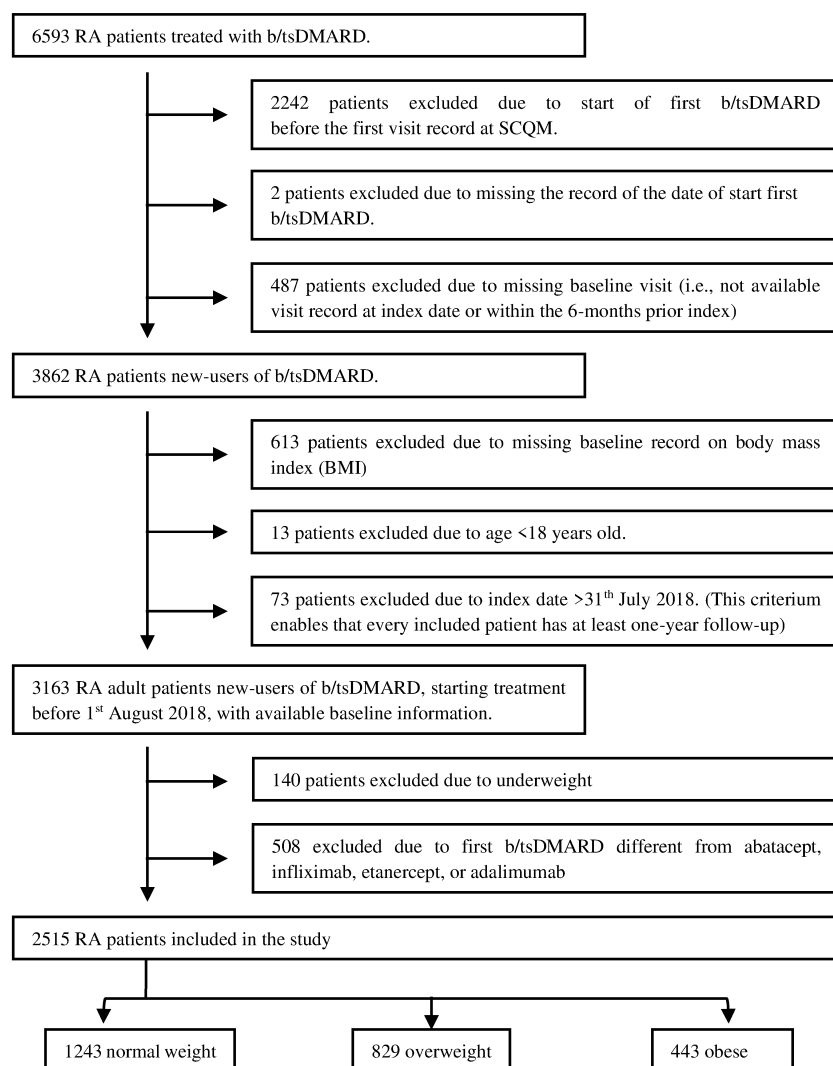 6593 RA patients treated with b/tsDMARD.
2242 patients excluded due to start of first b/tsDMARD
before the first visit record at SCQM.
2 patients excluded due to missing the record of the date of start first
b/tsDMARD.
487 patients excluded due to missing baseline visit (i.e., not available
visit record at index date or within the 6-months prior index)
3862 RA patients new-users of b/tsDMARD.
613 patients excluded due to missing baseline record on body mass
index (BMI)
13 patients excluded due to age <18 years old.
73 patients excluded due to index date >31th July 2018. (This criterium
enables that every included patient has at least one-year follow-up)
3163 RA adult patients new-users of b/tsDMARD, starting treatment
before 1st August 2018, with available baseline information.
140 patients excluded due to underweight
508 excluded due to first b/tsDMARD different from abatacept,
infliximab, etanercept, or adalimumab
2515 RA patients included in the study
1243 normal weight
829 overweight
443 obese